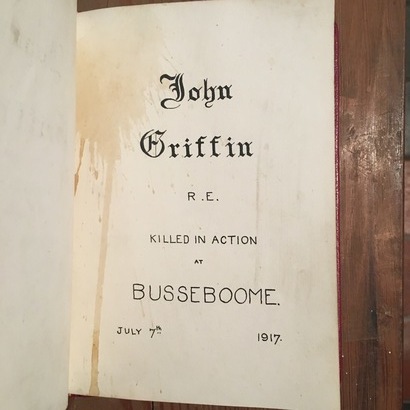 John
Griffin
R.E.
KILLED IN ACTION
AT
BUSSEBOOME.
JULY 7th 1917.